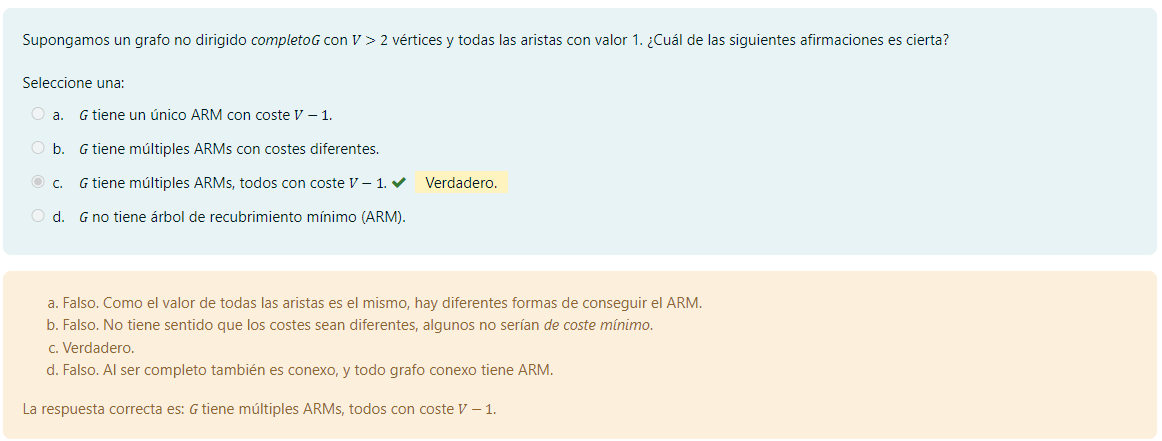 Supongamos un grafo no dirigido completoG con V > 2 vértices y todas las aristas con valor 1. ¿Cuál de las siguientes afirmaciones es cierta?
Seleccione una:
a. G tiene un único ARM con coste V − 1.
b. G tiene múltiples ARMs con costes diferentes.
c. G tiene múltiples ARMs, todos con coste V − 1. ✔ Verdadero.
d. G no tiene árbol de recubrimiento mínimo (ARM).
a. Falso. Como el valor de todas las aristas es el mismo, hay diferentes formas de conseguir el ARM.
b. Falso. No tiene sentido que los costes sean diferentes, algunos no serían de coste mínimo.
c. Verdadero.
d. Falso. Al ser completo también es conexo, y todo grafo conexo tiene ARM.
La respuesta correcta es: G tiene múltiples ARMs, todos con coste V − 1.